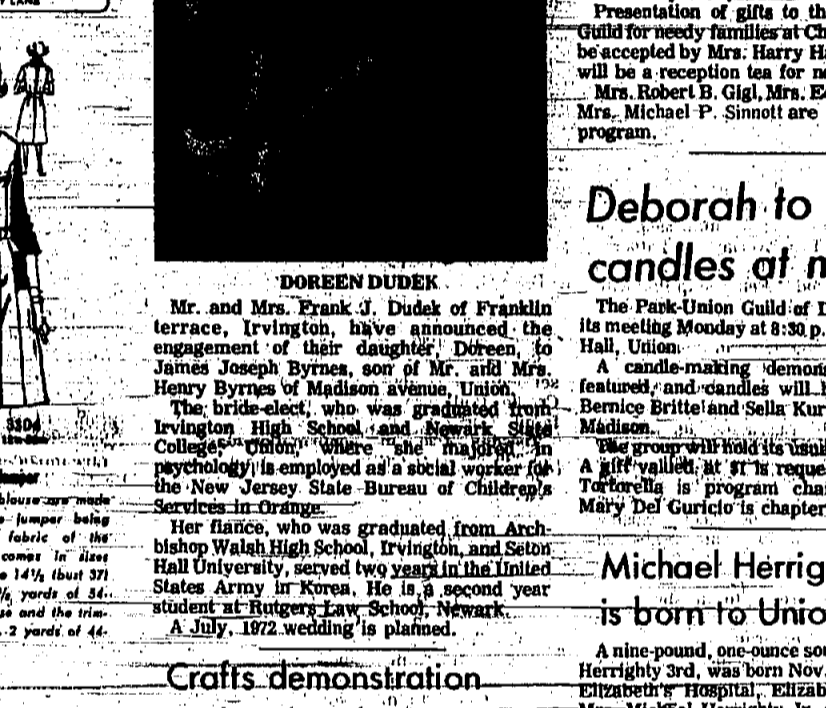 Presentation of gifts to th
Guild for needy families at Ch
be accepted by Mrs. Harry H
will be a reception tea for n
Mrs. Robert B. Gigl, Mrs. E
Mrs. Michael P. Sinnott are
program.
Deborah to
candles at m
The Park-Union Guild of D
its meeting Monday at 8:30 p.
Hall, Union.
A candle-making demons
featured, and candles will
Bernice Britte and Sella Kur
Madison.
The group will hold its usua
A gift valued at $1 is reque
Tortorella is program cha
Mary Del Guricio is chapter
Michael Herrig
is born to Unio
A nine-pound, one-ounce so
Herrighty 3rd, was born Nov.
Elizabeth's Hospital, Elizab
DOREEN DUDEK
Mr. and Mrs. Frank J. Dudek of Franklin
terrace, Irvington, have announced the
engagement of their daughter, Doreen, to
James Joseph Byrnes, son of Mr. and Mrs.
Henry Byrnes of Madison avenue, Union.
The bride-elect, who was graduated from
Irvington High School and Newark State
College, Union, where she majored in
psychology, is employed as a social worker for
the New Jersey State Bureau of Children's
Services in Orange.
Her fiance, who was graduated from Arch-
bishop Walsh High School, Irvington, and Seton
Hall University, served two years in the United
States Army in Korea. He is a second year
student at Rutgers Law School, Newark.
A July, 1972 wedding is planned.
Crafts demonstration
blouse are made
jumper being
fabric of the
comes in sizes
14½ (bust 37)
yards of 54-
se and the trim-
2 yards of 44-